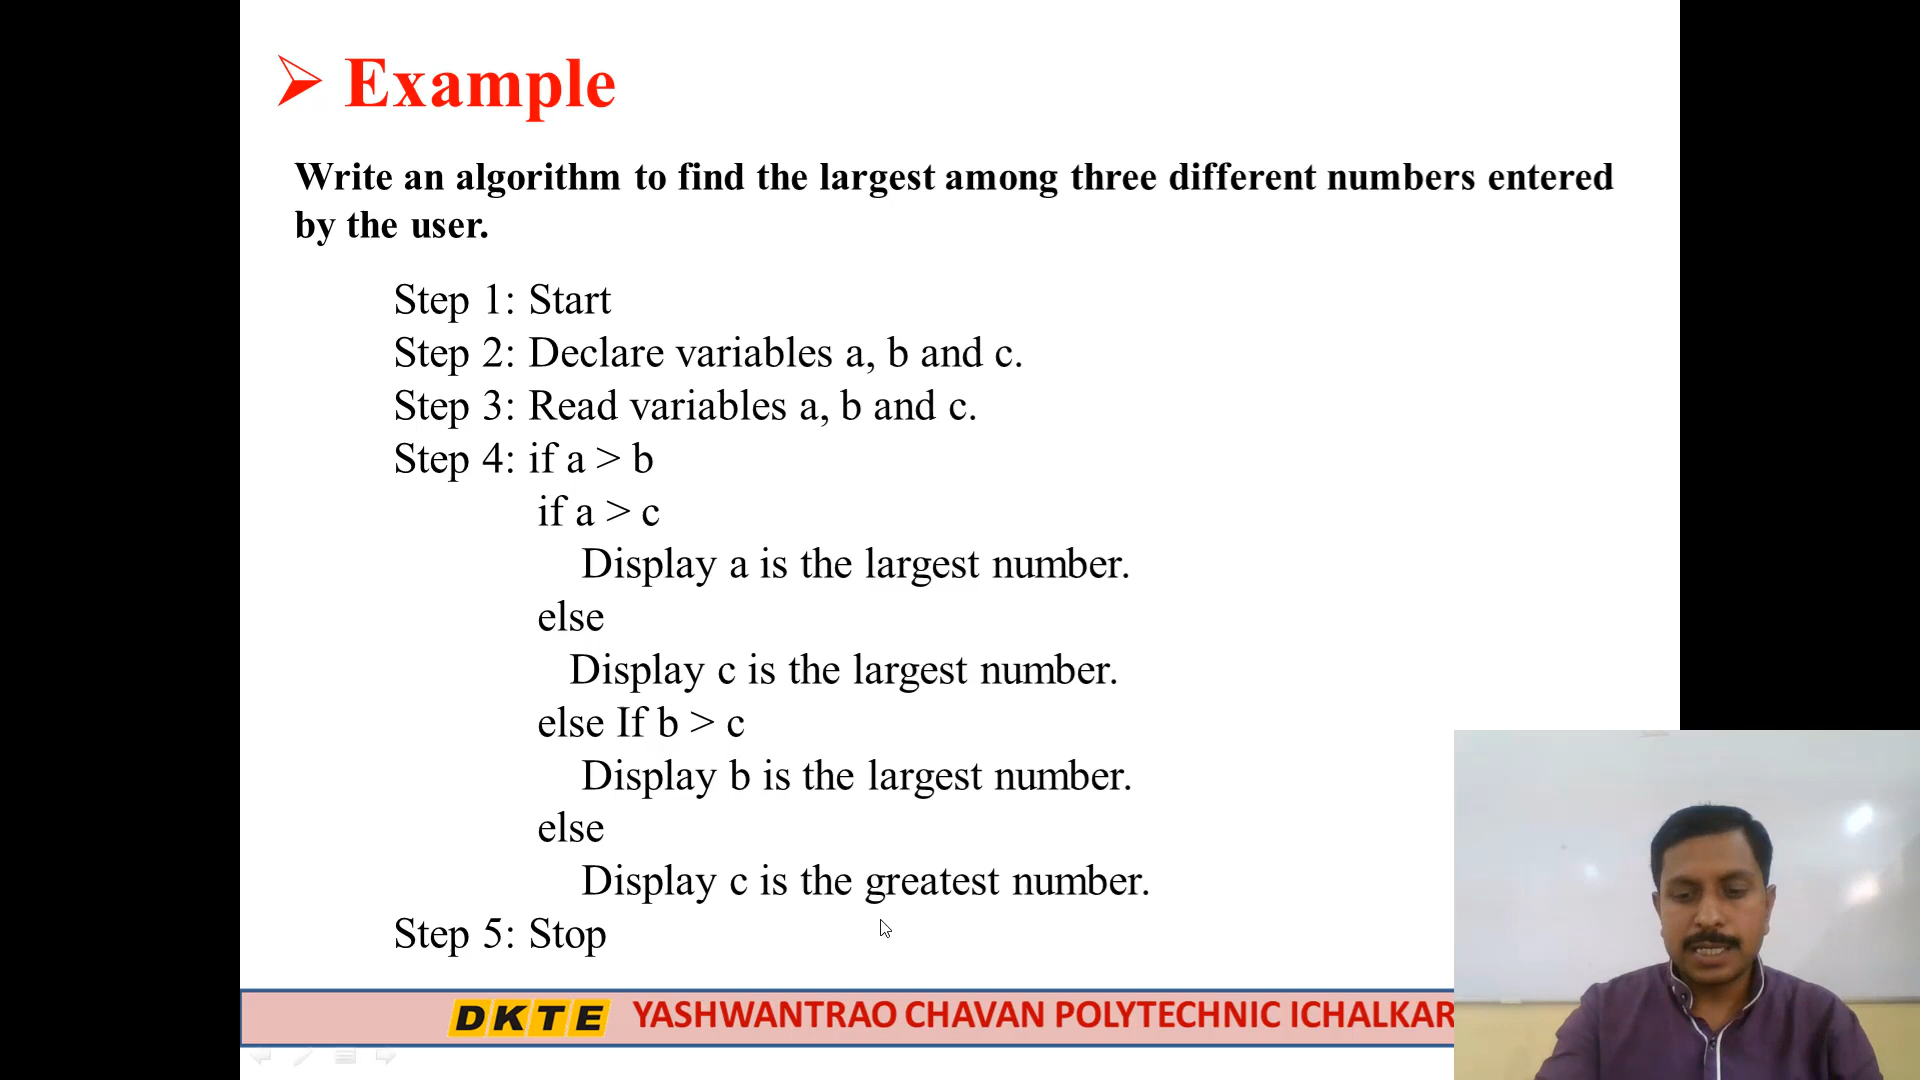 Example
Write an algorithm to find the largest among three different numbers entered
by the user.
Step 1: Start
Step 2: Declare variables a, b and c.
Step 3: Read variables a, b and c.
Step 4: if a > b
if a > c
Display a is the largest number.
else
Display c is the largest number.
else If b > c
Display b is the largest number.
else
Display c is the greatest number.
Step 5: Stop
DKTE YASHWANTRAO CHAVAN POLYTECHNIC ICHALKAR